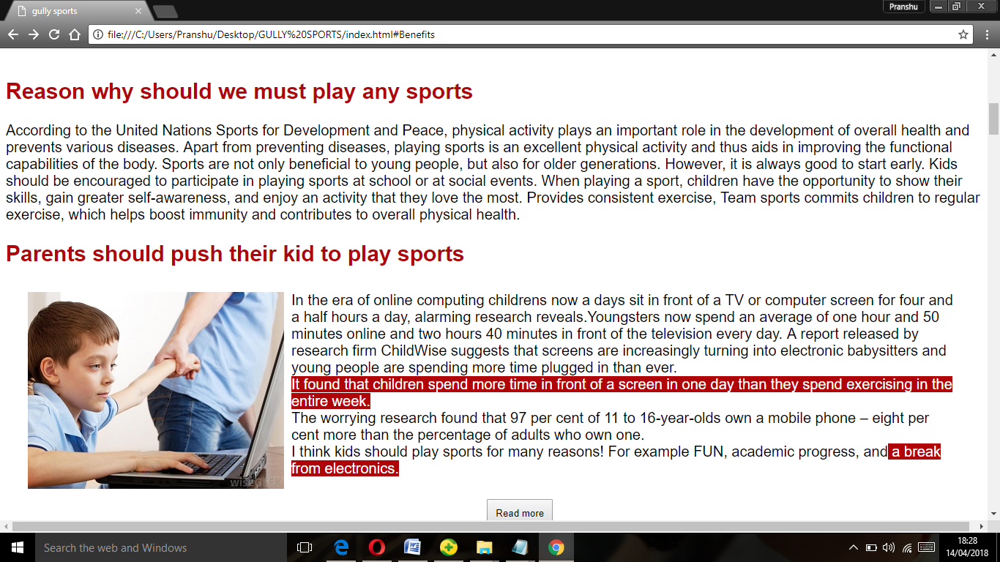 gully sports
Pranshu
file:///C:/Users/Pranshu/Desktop/GULLY%20SPORTS/index.html#Benefits
Reason why should we must play any sports
According to the United Nations Sports for Development and Peace, physical activity plays an important role in the development of overall health and
prevents various diseases. Apart from preventing diseases, playing sports is an excellent physical activity and thus aids in improving the functional
capabilities of the body. Sports are not only beneficial to young people, but also for older generations. However, it is always good to start early. Kids
should be encouraged to participate in playing sports at school or at social events. When playing a sport, children have the opportunity to show their
skills, gain greater self-awareness, and enjoy an activity that they love the most. Provides consistent exercise, Team sports commits children to regular
exercise, which helps boost immunity and contributes to overall physical health.
Parents should push their kid to play sports
In the era of online computing childrens now a days sit in front of a TV or computer screen for four and
a half hours a day, alarming research reveals.Youngsters now spend an average of one hour and 50
minutes online and two hours 40 minutes in front of the television every day. A report released by
research firm ChildWise suggests that screens are increasingly turning into electronic babysitters and
young people are spending more time plugged in than ever.
It found that children spend more time in front of a screen in one day than they spend exercising in the
entire week.
The worrying research found that 97 per cent of 11 to 16-year-olds own a mobile phone – eight per
cent more than the percentage of adults who own one.
I think kids should play sports for many reasons! For example FUN, academic progress, and a break
from electronics.
wiseGEEK
Read more
Search the web and Windows
18:28
14/04/2018